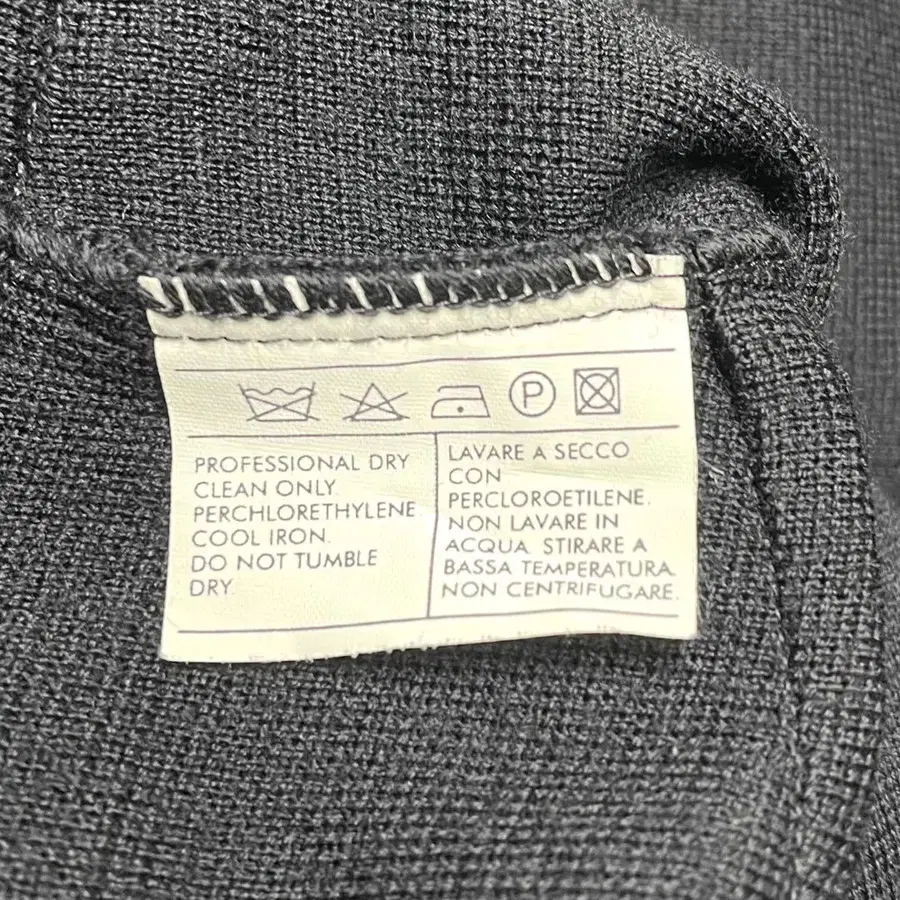 P
PROFESSIONAL DRY
CLEAN ONLY.
PERCHLORETHYLENE.
COOL IRON.
DO NOT TUMBLE
DRY.
LAVARE A SECCO
CON
PERCLOROETILENE.
NON LAVARE IN
ACQUA. STIRARE A
BASSA TEMPERATURA.
NON CENTRIFUGARE.